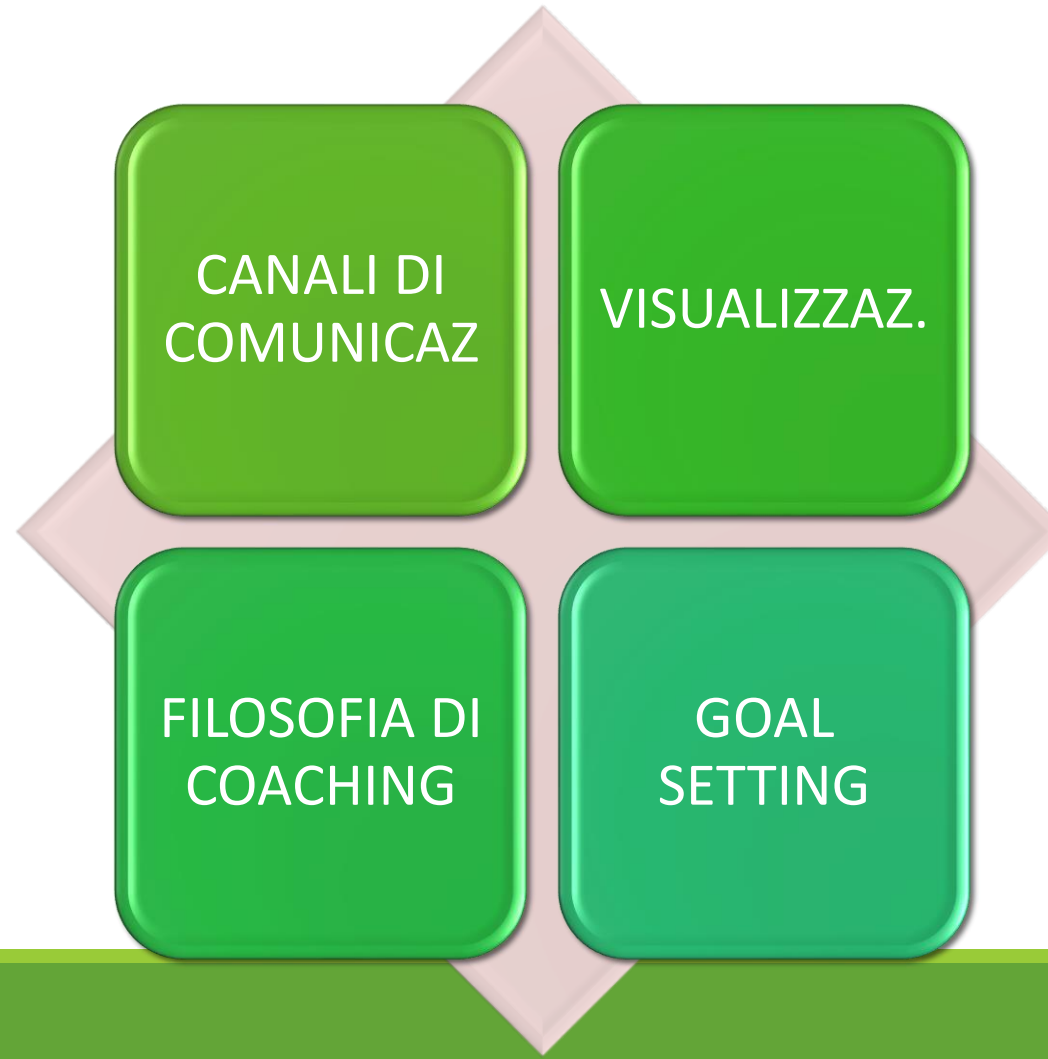 CANALI DI
COMUNICAZ
VISUALIZZAZ.
FILOSOFIA DI
COACHING
GOAL
SETTING